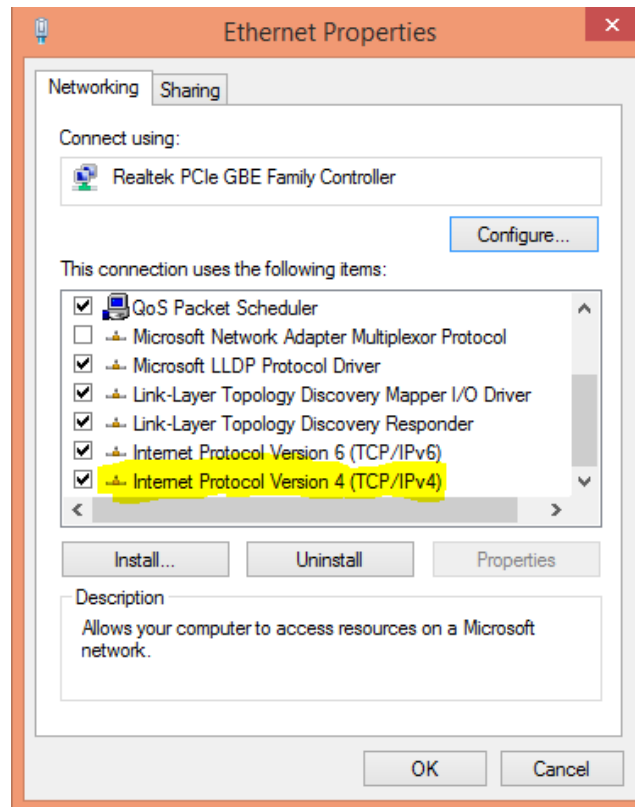 Ethernet Properties
Networking Sharing
Connect using:
Realtek PCIe GBE Family Controller
Configure...
This connection uses the following items:
QoS Packet Scheduler
Microsoft Network Adapter Multiplexor Protocol
Microsoft LLDP Protocol Driver
Link-Layer Topology Discovery Mapper I/O Driver
Link-Layer Topology Discovery Responder
Internet Protocol Version 6 (TCP/IPv6)
Internet Protocol Version 4 (TCP/IPv4)
Install... Uninstall Properties
Description
Allows your computer to access resources on a Microsoft
network.
OK Cancel